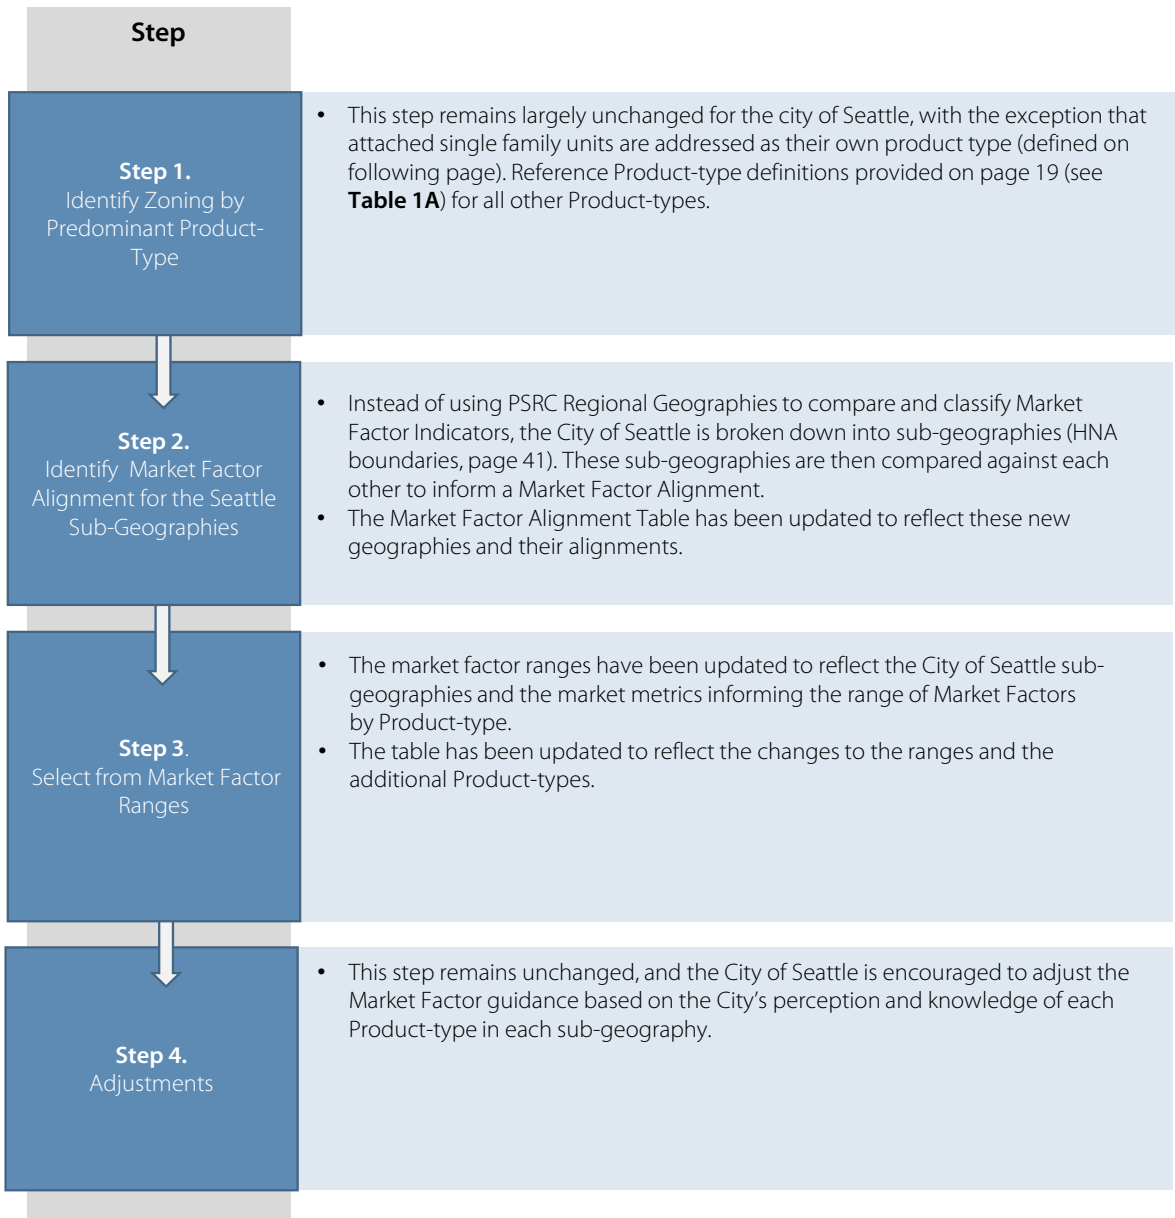 Step
Step 1.
Identify Zoning by
Predominant Product-
Type
• This step remains largely unchanged for the city of Seattle, with the exception that
attached single family units are addressed as their own product type (defined on
following page). Reference Product-type definitions provided on page 19 (see
Table 1A) for all other Product-types.
Step 2.
Identify Market Factor
Alignment for the Seattle
Sub-Geographies
• Instead of using PSRC Regional Geographies to compare and classify Market
Factor Indicators, the City of Seattle is broken down into sub-geographies (HNA
boundaries, page 41). These sub-geographies are then compared against each
other to inform a Market Factor Alignment.
• The Market Factor Alignment Table has been updated to reflect these new
geographies and their alignments.
Step 3.
Select from Market Factor
Ranges
• The market factor ranges have been updated to reflect the City of Seattle sub-
geographies and the market metrics informing the range of Market Factors
by Product-type.
• The table has been updated to reflect the changes to the ranges and the
additional Product-types.
Step 4.
Adjustments
• This step remains unchanged, and the City of Seattle is encouraged to adjust the
Market Factor guidance based on the City’s perception and knowledge of each
Product-type in each sub-geography.